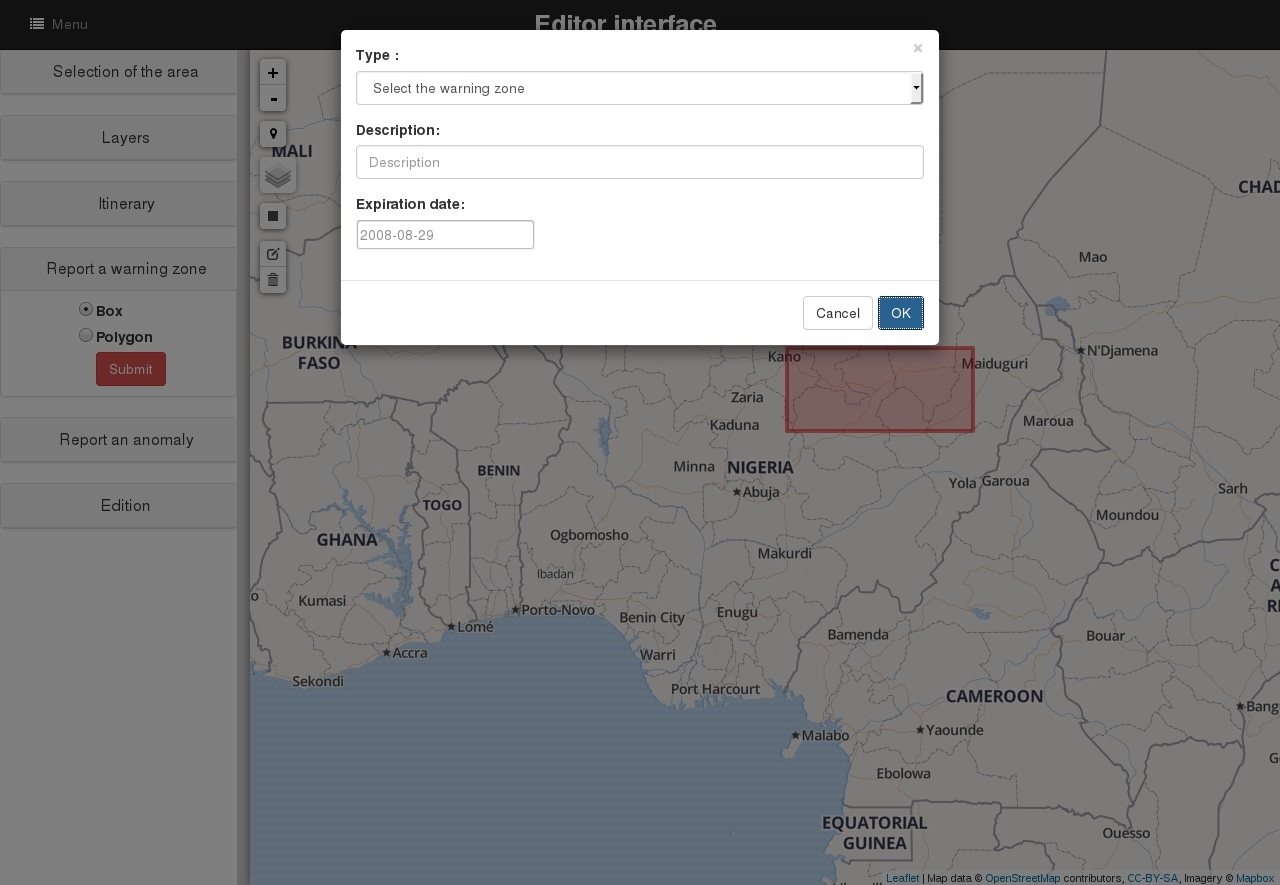 Menu
Editor interface
Selection of the area
Layers
Itinerary
Report a warning zone
Box
Polygon
Submit
Report an anomaly
Edition
+
-
×
Type :
Select the warning zone
Description:
Description
Expiration date:
2008-08-29
Cancel
OK
MALI
CHAD
Mao
BURKINA
FASO
Kano
Maiduguri
N'Djamena
Zaria
Kaduna
Maroua
BENIN
Minna
NIGERIA
Abuja
Yola
Garoua
Sarh
TOGO
Moundou
GHANA
Ogbomosho
Makurdi
Ibadan
Kumasi
Porto-Novo
Benin City
Enugu
Lomé
Bamenda
Bouar
Accra
Warri
Sekondi
Port Harcourt
CAMEROON
Bang
Malabo
Yaounde
Ebolowa
EQUATORIAL
GUINEA
Ouesso
Leaflet | Map data © OpenStreetMap contributors, CC-BY-SA, Imagery © Mapbox